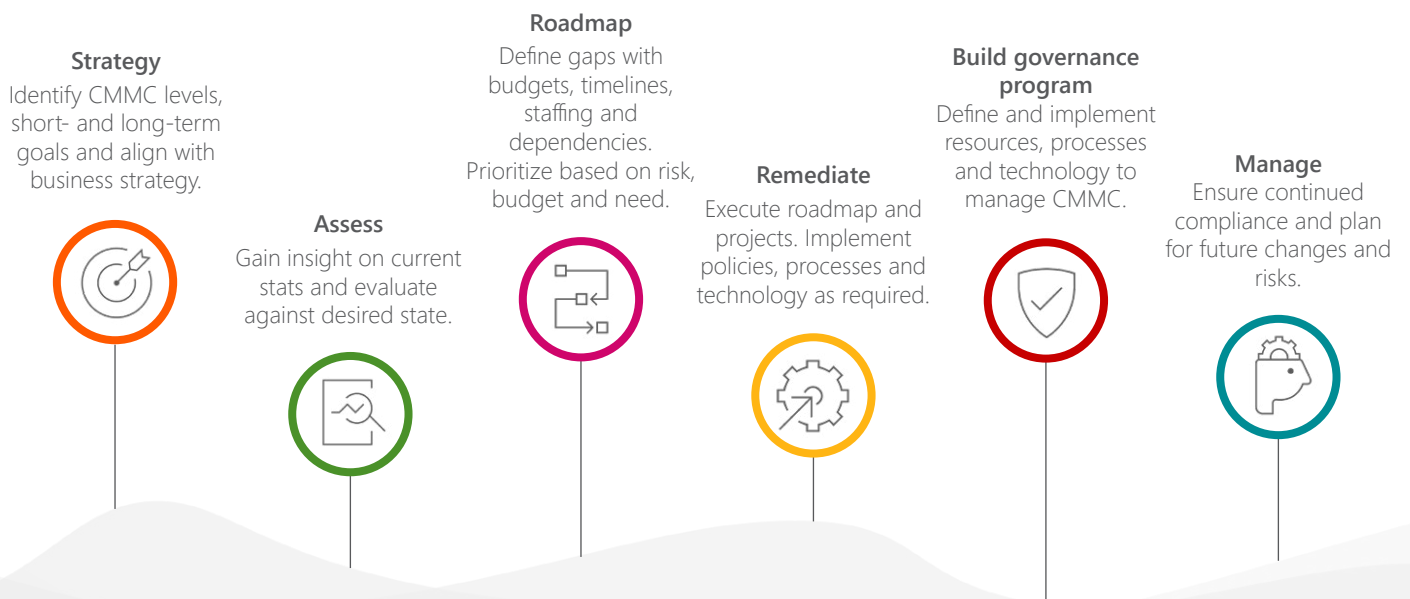 Strategy
Identify CMMC levels,
short- and long-term
goals and align with
business strategy.
Assess
Gain insight on current
stats and evaluate
against desired state.
Roadmap
Define gaps with
budgets, timelines,
staffing and
dependencies.
Prioritize based on risk,
budget and need.
Remediate
Execute roadmap and
projects. Implement
policies, processes and
technology as required.
Build governance
program
Define and implement
resources, processes
and technology to
manage CMMC.
Manage
Ensure continued
compliance and plan
for future changes and
risks.